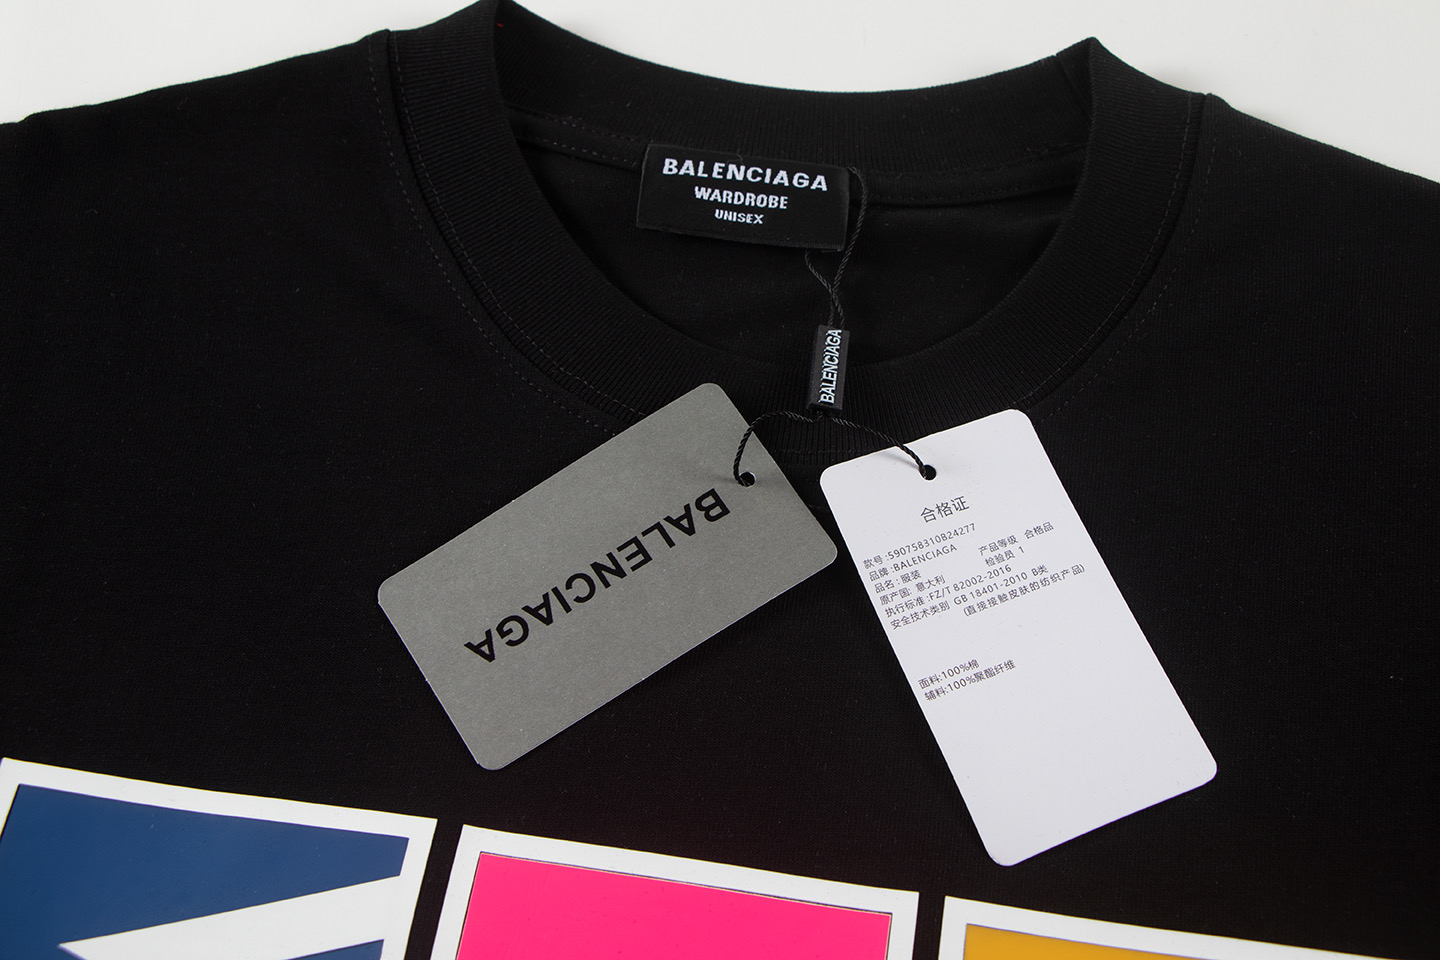 BALENCIAGA
WARDROBE
UNISEX
BALENCIAGA
BALENCIAGA
合格证
款号:590758310B24277
品牌:BALENCIAGA 产品等级 合格品
品名:服装 检验员 1
原产国: 意大利
执行标准:FZ/T 82002-2016
安全技术类别 GB 18401-2010 B类
(直接接触皮肤的纺织产品)
面料:100%棉
辅料:100%聚酯纤维